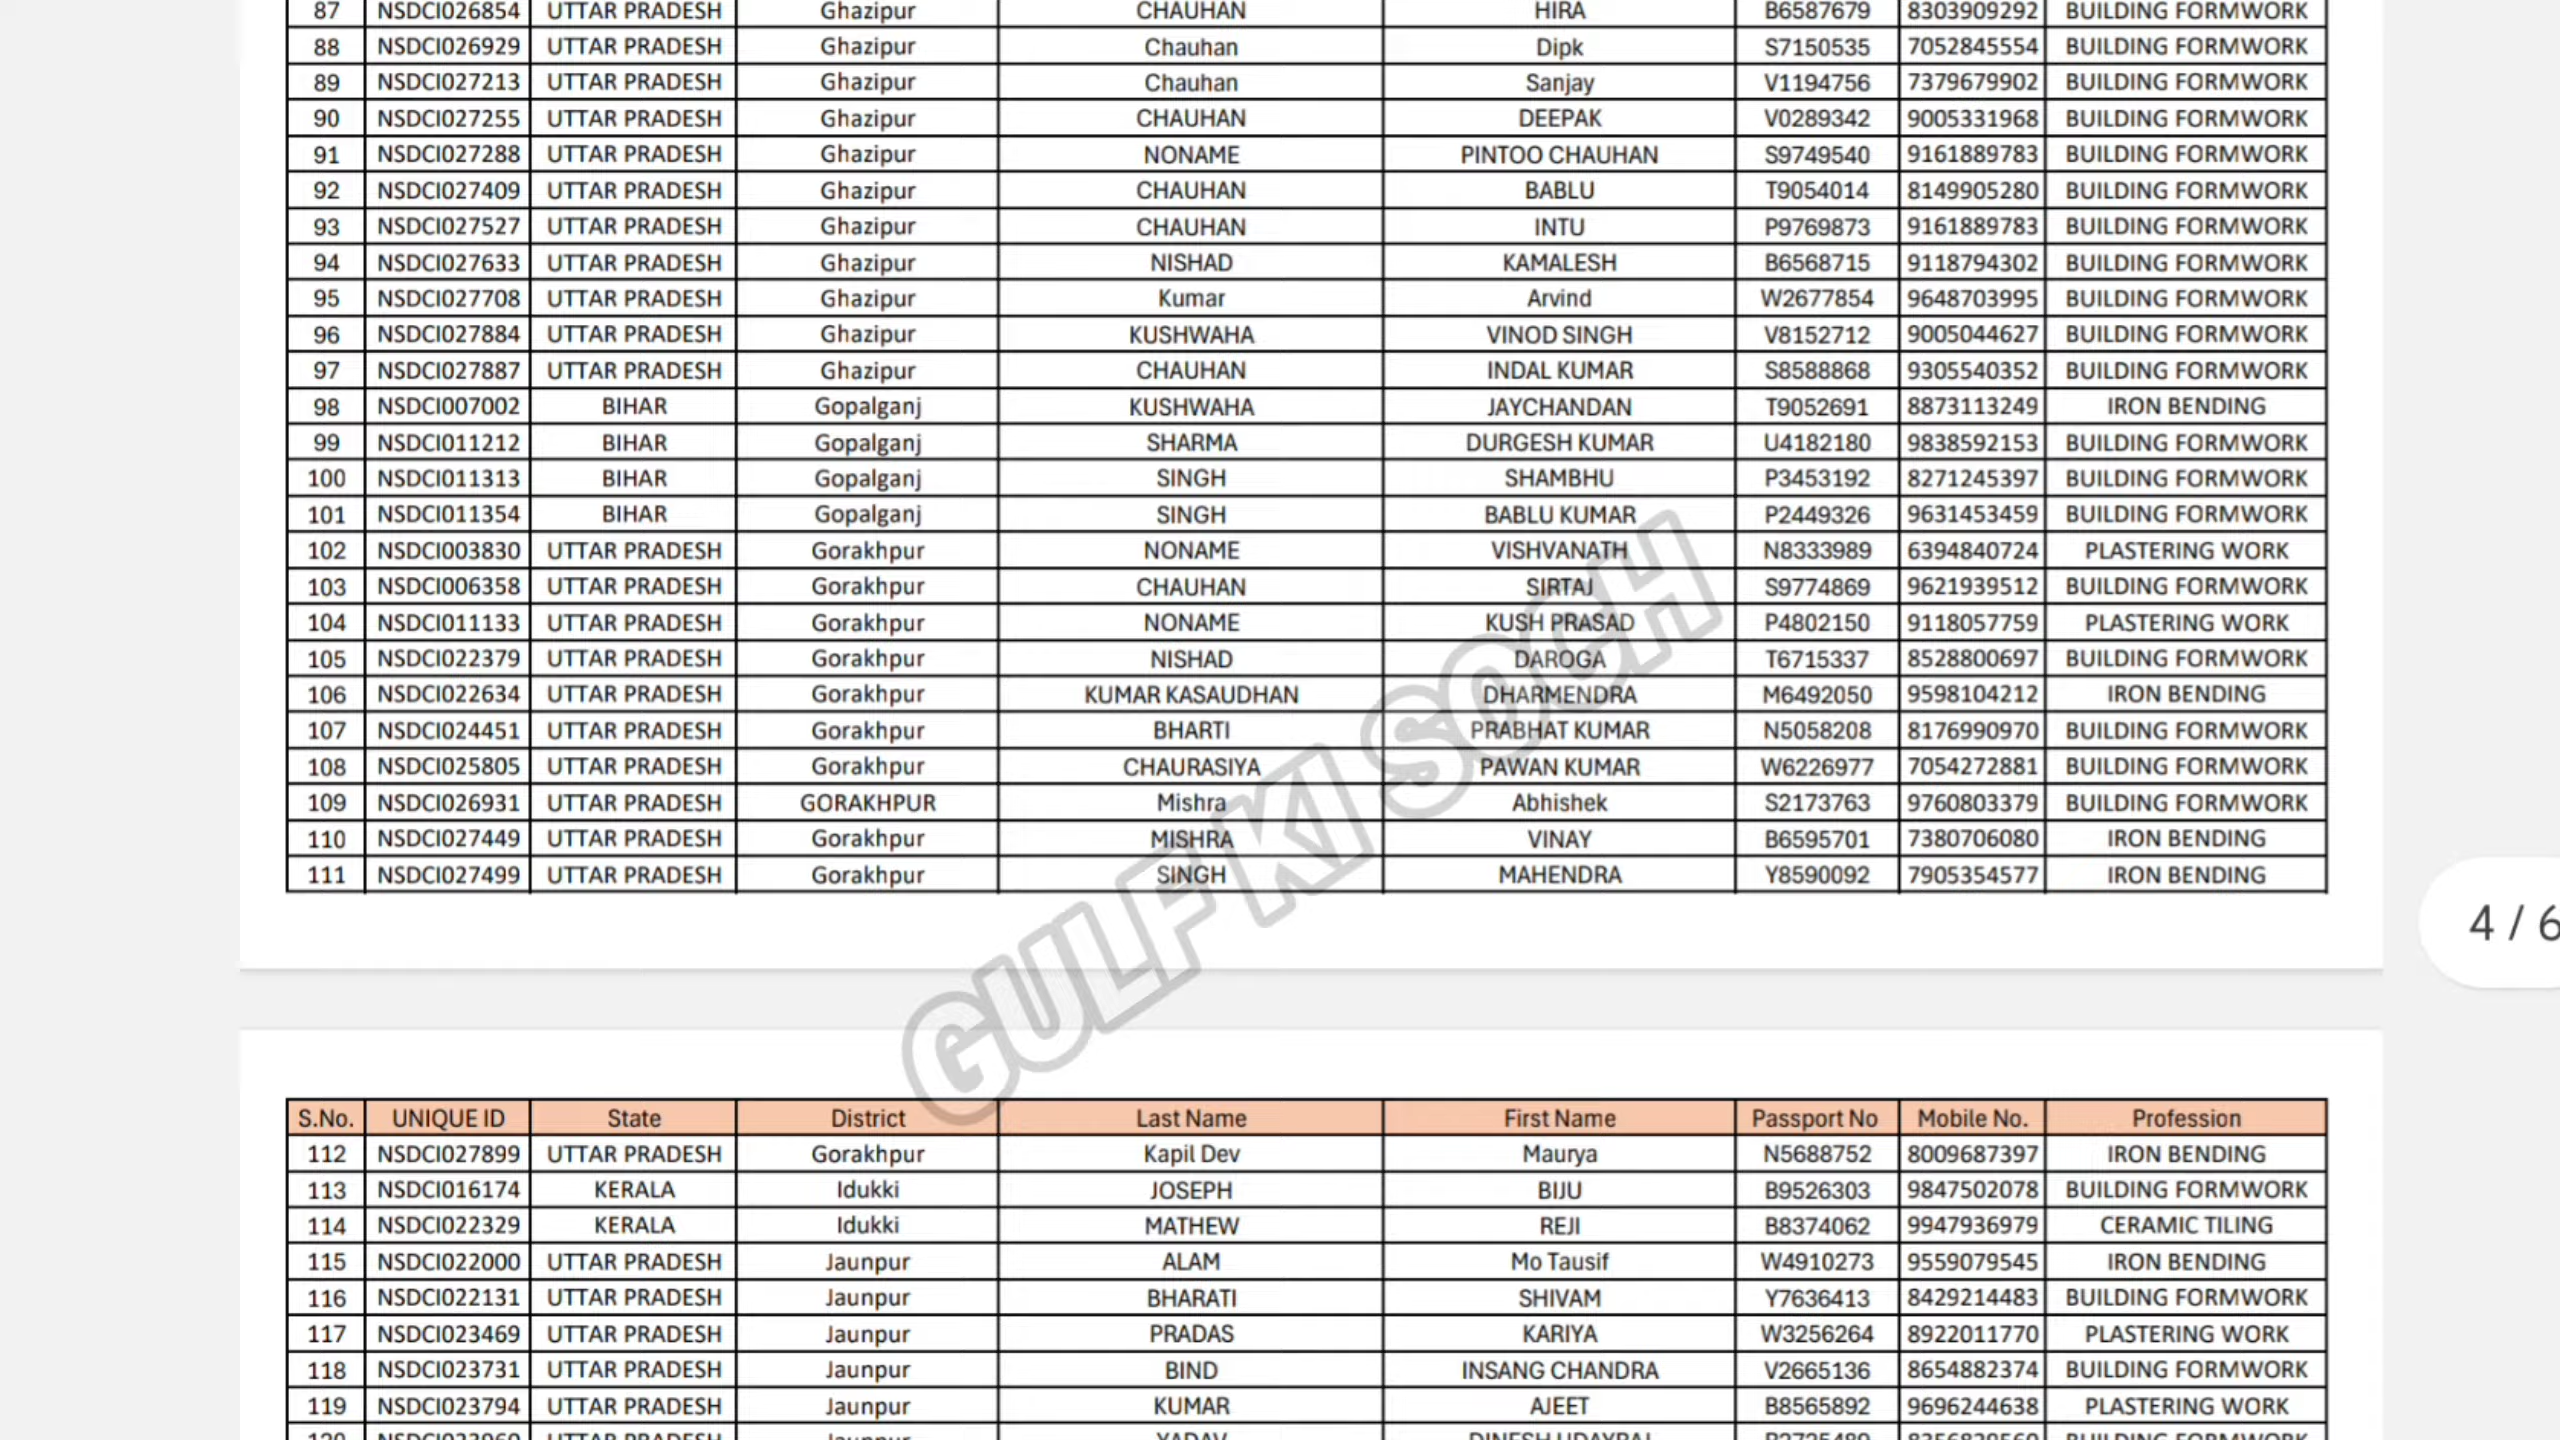 87 NSDCI026854 UTTAR PRADESH Ghazipur CHAUHAN HIRA B6587679 8303909292 BUILDING FORMWORK
88 NSDCI026929 UTTAR PRADESH Ghazipur Chauhan Dipk S7150535 7052845554 BUILDING FORMWORK
89 NSDCI027213 UTTAR PRADESH Ghazipur Chauhan Sanjay V1194756 7379679902 BUILDING FORMWORK
90 NSDCI027255 UTTAR PRADESH Ghazipur CHAUHAN DEEPAK V0289342 9005331968 BUILDING FORMWORK
91 NSDCI027288 UTTAR PRADESH Ghazipur NONAME PINTOO CHAUHAN S9749540 9161889783 BUILDING FORMWORK
92 NSDCI027409 UTTAR PRADESH Ghazipur CHAUHAN BABLU T9054014 8149905280 BUILDING FORMWORK
93 NSDCI027527 UTTAR PRADESH Ghazipur CHAUHAN INTU P9769873 9161889783 BUILDING FORMWORK
94 NSDCI027633 UTTAR PRADESH Ghazipur NISHAD KAMALESH B6568715 9118794302 BUILDING FORMWORK
95 NSDCI027708 UTTAR PRADESH Ghazipur Kumar Arvind W2677854 9648703995 BUILDING FORMWORK
96 NSDCI027884 UTTAR PRADESH Ghazipur KUSHWAHA VINOD SINGH V8152712 9005044627 BUILDING FORMWORK
97 NSDCI027887 UTTAR PRADESH Ghazipur CHAUHAN INDAL KUMAR S8588868 9305540352 BUILDING FORMWORK
98 NSDCI007002 BIHAR Gopalganj KUSHWAHA JAYCHANDAN T9052691 8873113249 IRON BENDING
99 NSDCI011212 BIHAR Gopalganj SHARMA DURGESH KUMAR U4182180 9838592153 BUILDING FORMWORK
100 NSDCI011313 BIHAR Gopalganj SINGH SHAMBHU P3453192 8271245397 BUILDING FORMWORK
101 NSDCI011354 BIHAR Gopalganj SINGH BABLU KUMAR P2449326 9631453459 BUILDING FORMWORK
102 NSDCI003830 UTTAR PRADESH Gorakhpur NONAME VISHVANATH N8333989 6394840724 PLASTERING WORK
103 NSDCI006358 UTTAR PRADESH Gorakhpur CHAUHAN SIRTAJ S9774869 9621939512 BUILDING FORMWORK
104 NSDCI011133 UTTAR PRADESH Gorakhpur NONAME KUSH PRASAD P4802150 9118057759 PLASTERING WORK
105 NSDCI022379 UTTAR PRADESH Gorakhpur NISHAD DAROGA T6715337 8528800697 BUILDING FORMWORK
106 NSDCI022634 UTTAR PRADESH Gorakhpur KUMAR KASAUDHAN DHARMENDRA M6492050 9598104212 IRON BENDING
107 NSDCI024451 UTTAR PRADESH Gorakhpur BHARTI PRABHAT KUMAR N5058208 8176990970 BUILDING FORMWORK
108 NSDCI025805 UTTAR PRADESH Gorakhpur CHAURASIYA PAWAN KUMAR W6226977 7054272881 BUILDING FORMWORK
109 NSDCI026931 UTTAR PRADESH GORAKHPUR Mishra Abhishek S2173763 9760803379 BUILDING FORMWORK
110 NSDCI027449 UTTAR PRADESH Gorakhpur MISHRA VINAY B6595701 7380706080 IRON BENDING
111 NSDCI027499 UTTAR PRADESH Gorakhpur SINGH MAHENDRA Y8590092 7905354577 IRON BENDING
GULF KI SOCH
4 / 6
S.No. UNIQUE ID State District Last Name First Name Passport No Mobile No. Profession
112 NSDCI027899 UTTAR PRADESH Gorakhpur Kapil Dev Maurya N5688752 8009687397 IRON BENDING
113 NSDCI016174 KERALA Idukki JOSEPH BIJU B9526303 9847502078 BUILDING FORMWORK
114 NSDCI022329 KERALA Idukki MATHEW REJI B8374062 9947936979 CERAMIC TILING
115 NSDCI022000 UTTAR PRADESH Jaunpur ALAM Mo Tausif W4910273 9559079545 IRON BENDING
116 NSDCI022131 UTTAR PRADESH Jaunpur BHARATI SHIVAM Y7636413 8429214483 BUILDING FORMWORK
117 NSDCI023469 UTTAR PRADESH Jaunpur PRADAS KARIYA W3256264 8922011770 PLASTERING WORK
118 NSDCI023731 UTTAR PRADESH Jaunpur BIND INSANG CHANDRA V2665136 8654882374 BUILDING FORMWORK
119 NSDCI023794 UTTAR PRADESH Jaunpur KUMAR AJEET B8565892 9696244638 PLASTERING WORK